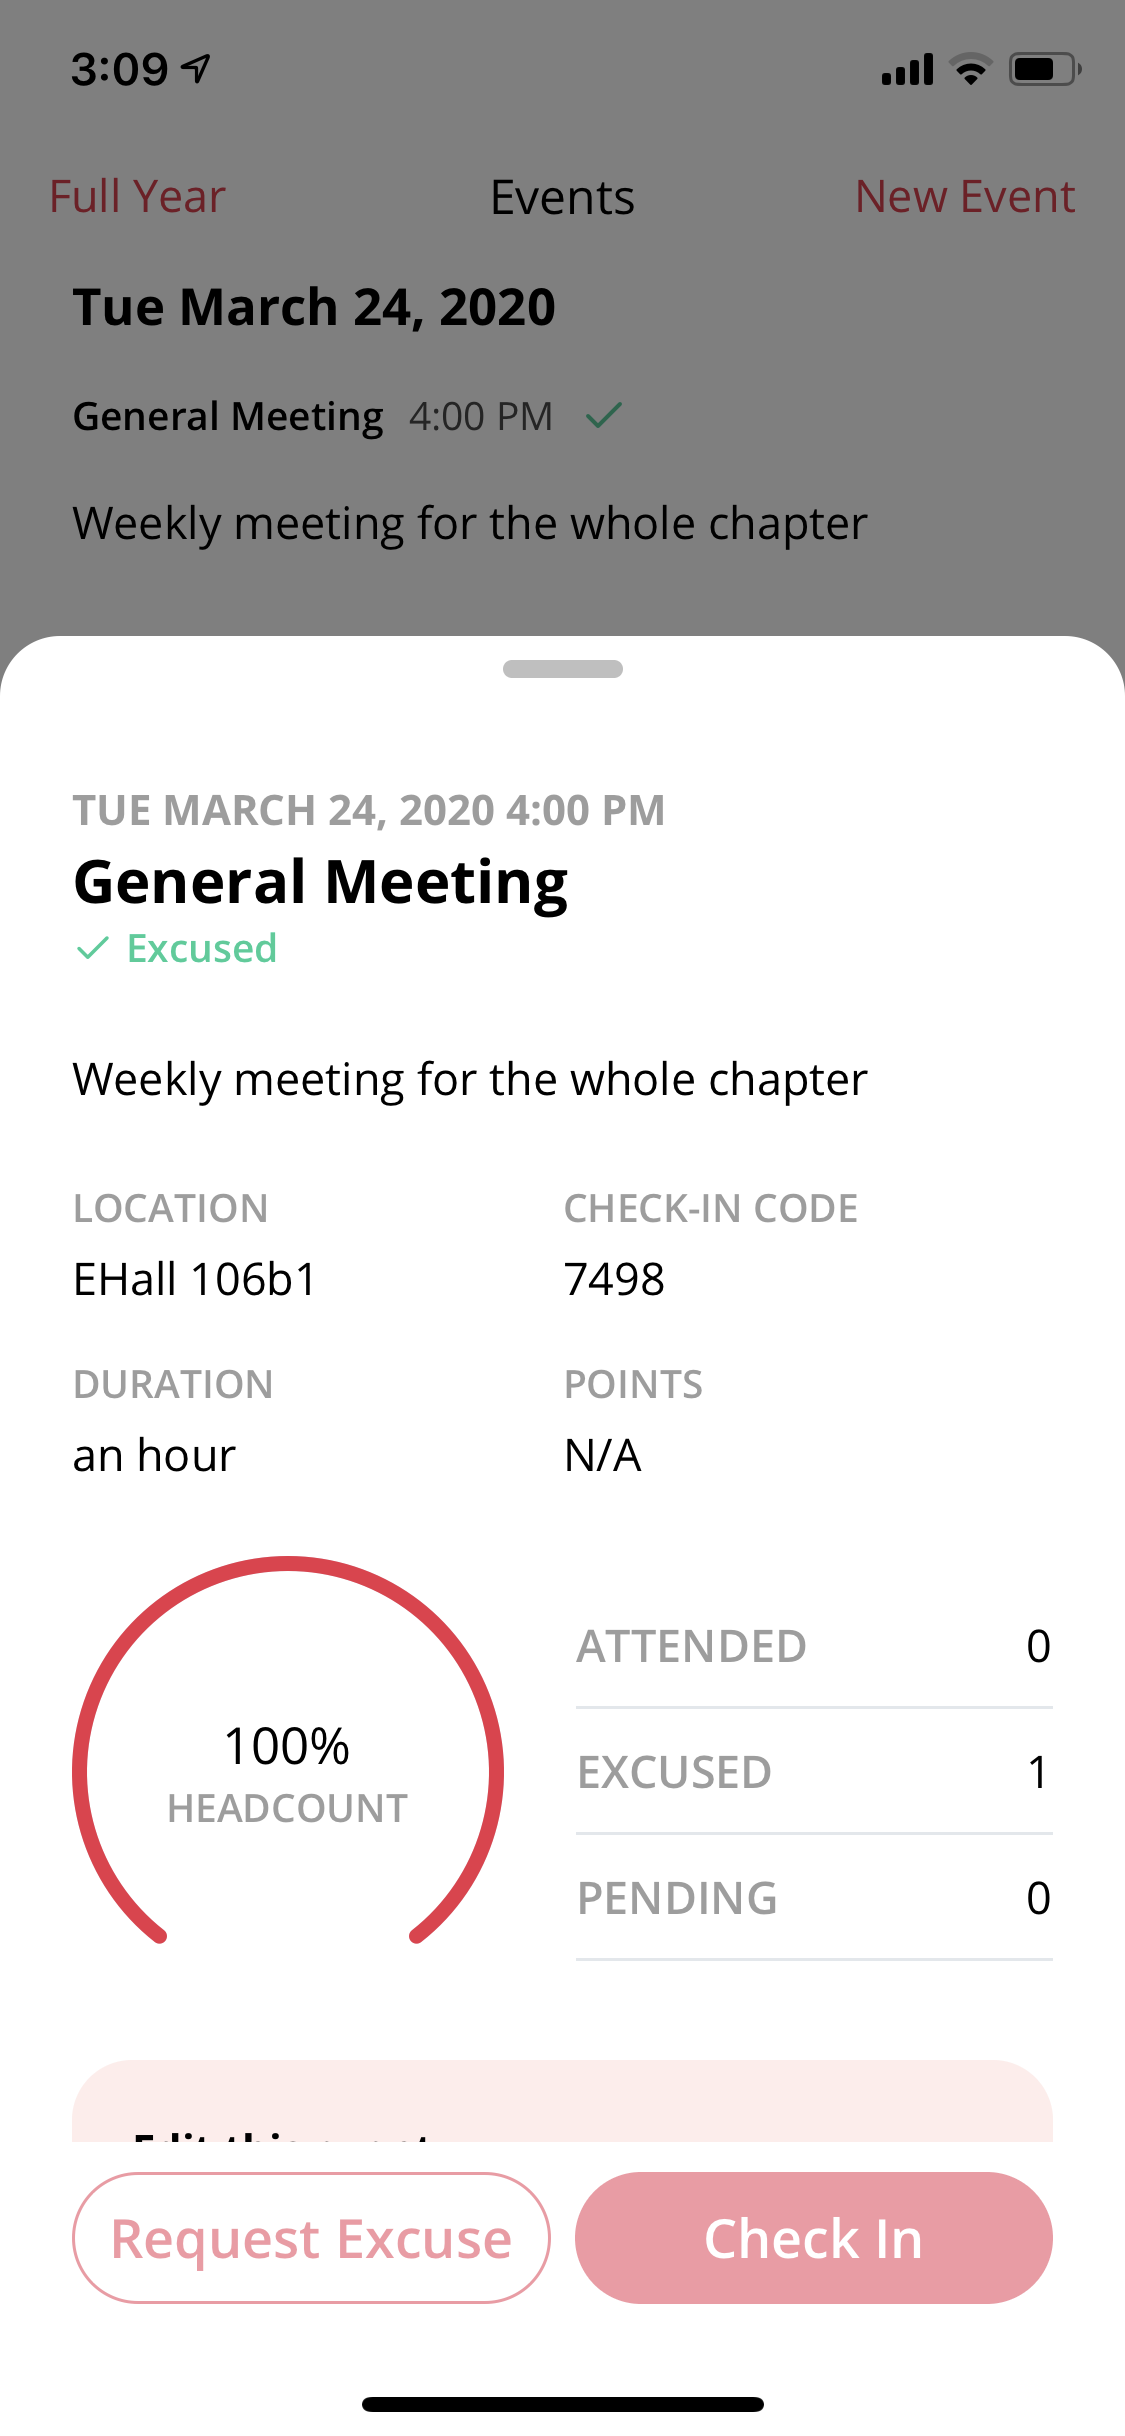 3:09
Full Year Events New Event
Tue March 24, 2020
General Meeting 4:00 PM
Weekly meeting for the whole chapter
TUE MARCH 24, 2020 4:00 PM
General Meeting
Excused
Weekly meeting for the whole chapter
LOCATION CHECK-IN CODE
EHall 106b1 7498
DURATION POINTS
an hour N/A
100%
HEADCOUNT
ATTENDED 0
EXCUSED 1
PENDING 0
Edit this event
Request Excuse Check In